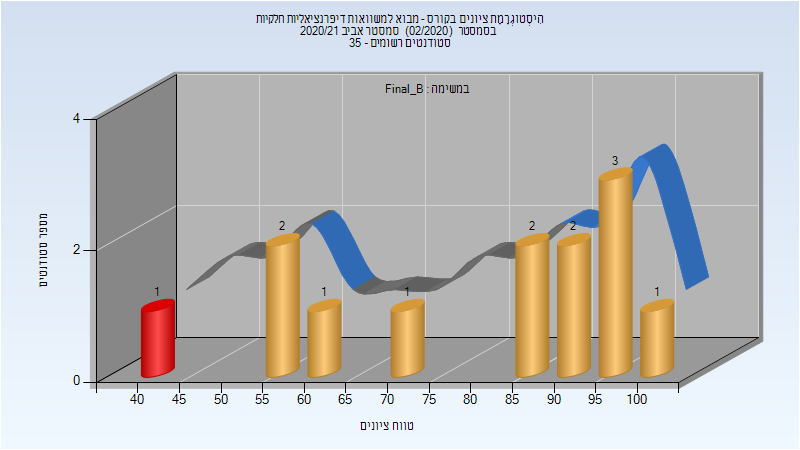 היסטוגרמת ציונים בקורס - מבוא למשוואות דיפרנציאליות חלקיות
בסמסטר (02/2020) סמסטר אביב 2020/21
סטודנטים רשומים - 35
במשימה : Final_B
מספר סטודנטים
4
2
0
1
2
1
1
2
2
3
1
40 45 50 55 60 65 70 75 80 85 90 95 100
טווח ציונים